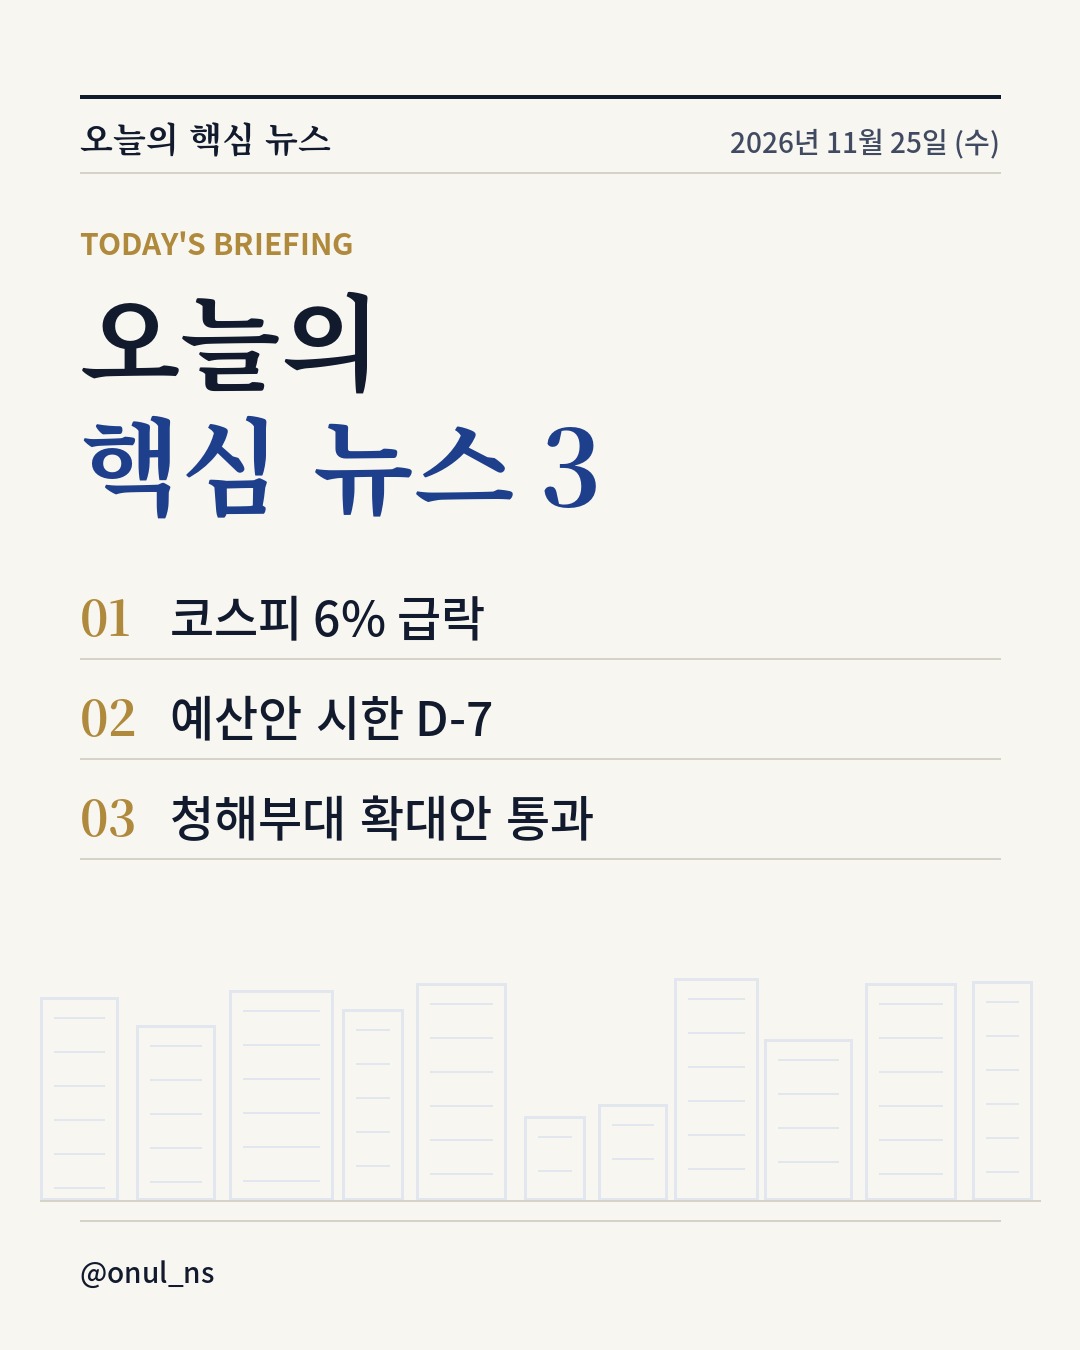 오늘의 핵심 뉴스
2026년 11월 25일 (수)
TODAY'S BRIEFING
오늘의
핵심 뉴스 3
01 코스피 6% 급락
02 예산안 시한 D-7
03 청해부대 확대안 통과
@onul_ns